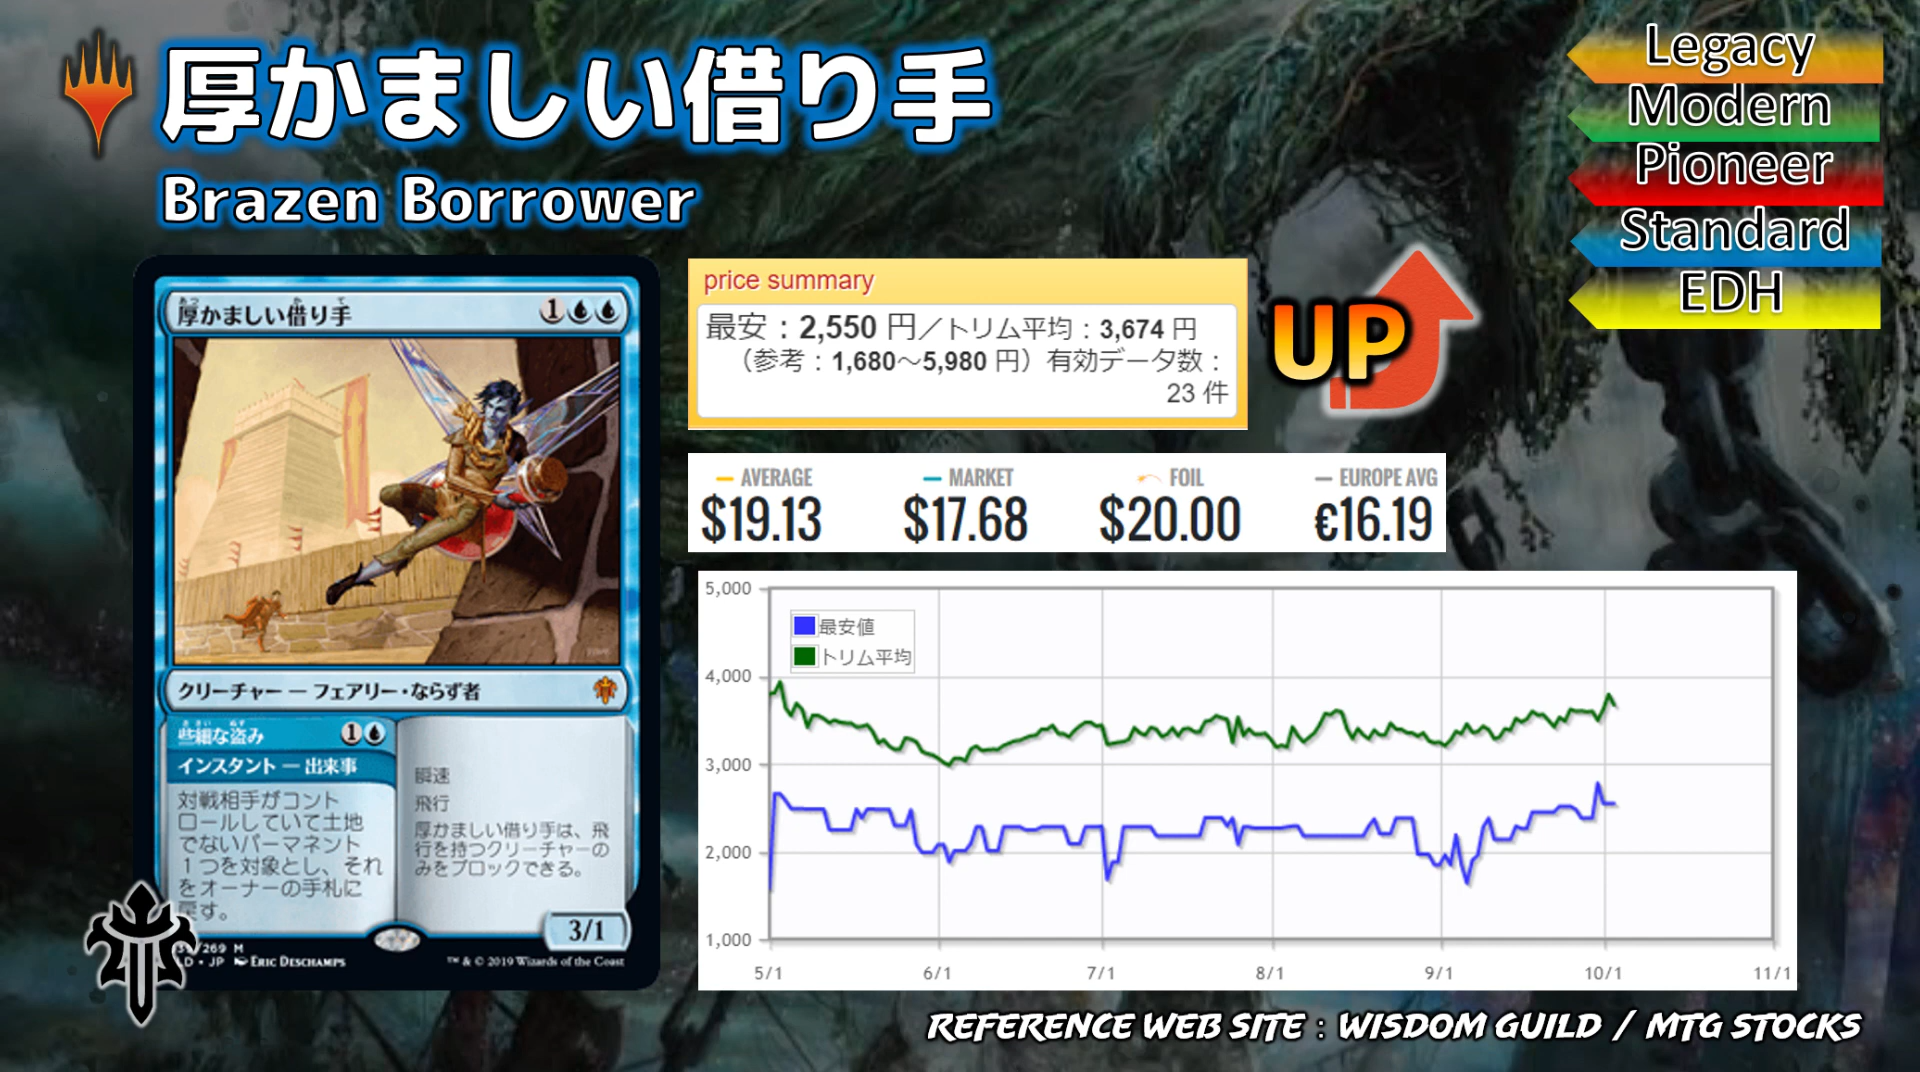 厚かましい借り手
Brazen Borrower
Legacy
Modern
Pioneer
Standard
EDH
厚かましい借り手 1
クリーチャー — フェアリー・ならず者
些細な盗み 1
インスタント — 出来事
対戦相手がコント
ロールしていて土地
でないパーマネント
1つを対象とし、それ
をオーナーの手札に
戻す。
瞬速
飛行
厚かましい借り手は、飛
行を持つクリーチャーの
みをブロックできる。
3/1
/269 M
D • JP ERIC DESCHAMPS
™ & © 2019 Wizards of the Coast
price summary
最安：2,550 円／トリム平均：3,674 円
（参考：1,680～5,980 円）有効データ数：
23 件
UP
AVERAGE MARKET FOIL EUROPE AVG
$19.13 $17.68 $20.00 €16.19
最安値
トリム平均
5,000
4,000
3,000
2,000
1,000
5/1 6/1 7/1 8/1 9/1 10/1 11/1
REFERENCE WEB SITE : WISDOM GUILD / MTG STOCKS